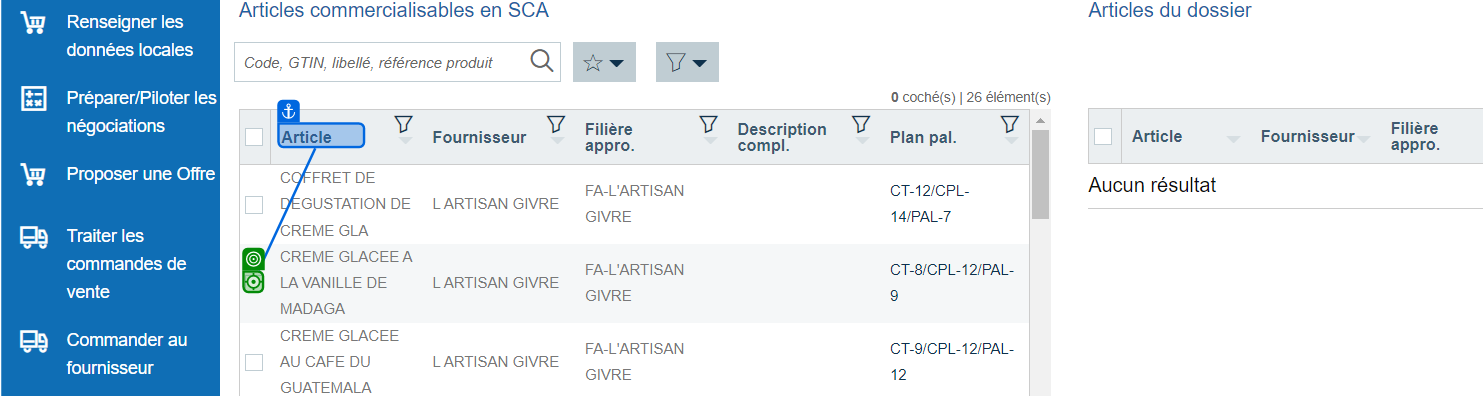 Renseigner les
données locales
Préparer/Piloter les
négociations
Proposer une Offre
Traiter les
commandes de
vente
Commander au
fournisseur
Articles commercialisables en SCA
Code, GTIN, libellé, référence produit
0 coché(s) | 26 élément(s)
Article
Fournisseur
Filière
appro.
Description
compl.
Plan pal.
COFFRET DE
DEGUSTATION DE
CREME GLA
L ARTISAN GIVRE
FA-L'ARTISAN
GIVRE
CT-12/CPL-
14/PAL-7
CREME GLACEE A
LA VANILLE DE
MADAGA
L ARTISAN GIVRE
FA-L'ARTISAN
GIVRE
CT-8/CPL-12/PAL-
9
CREME GLACEE
AU CAFE DU
GUATEMALA
L ARTISAN GIVRE
FA-L'ARTISAN
GIVRE
CT-9/CPL-12/PAL-
12
Articles du dossier
Article
Fournisseur
Filière
appro.
Aucun résultat